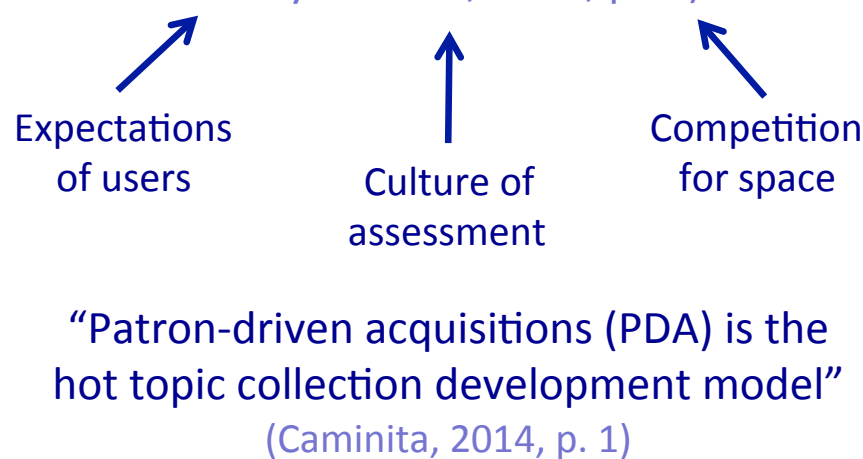 Expectations
of users
Culture of
assessment
Competition
for space
“Patron-driven acquisitions (PDA) is the
hot topic collection development model”
(Caminita, 2014, p. 1)